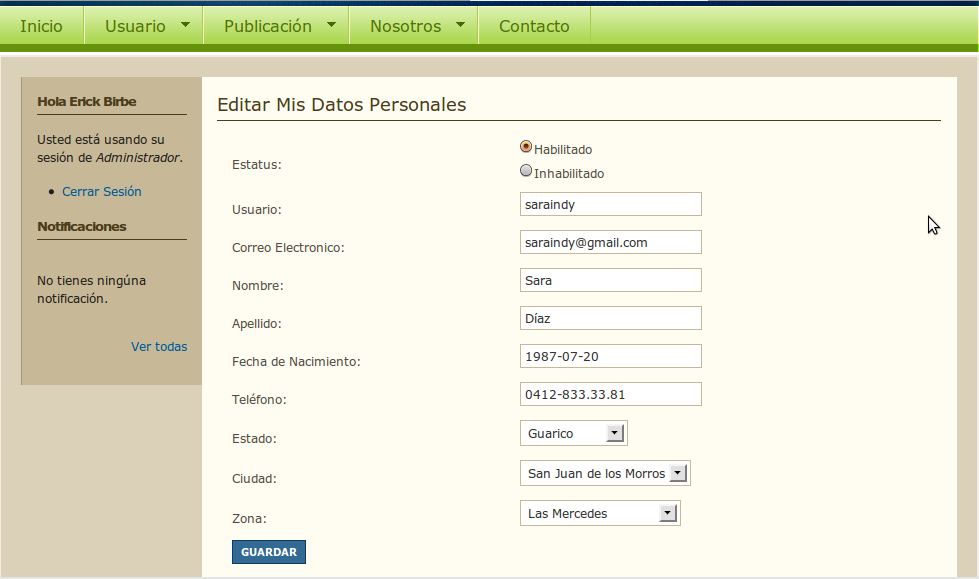 Inicio Usuario Publicación Nosotros Contacto
Hola Erick Birbe
Usted está usando su
sesión de Administrador.
Cerrar Sesión
Notificaciones
No tienes ningúna
notificación.
Ver todas
Editar Mis Datos Personales
Estatus:
Habilitado
Inhabilitado
Usuario: saraindy
Correo Electronico: saraindy@gmail.com
Nombre: Sara
Apellido: Díaz
Fecha de Nacimiento: 1987-07-20
Teléfono: 0412-833.33.81
Estado: Guarico
Ciudad: San Juan de los Morros
Zona: Las Mercedes
GUARDAR